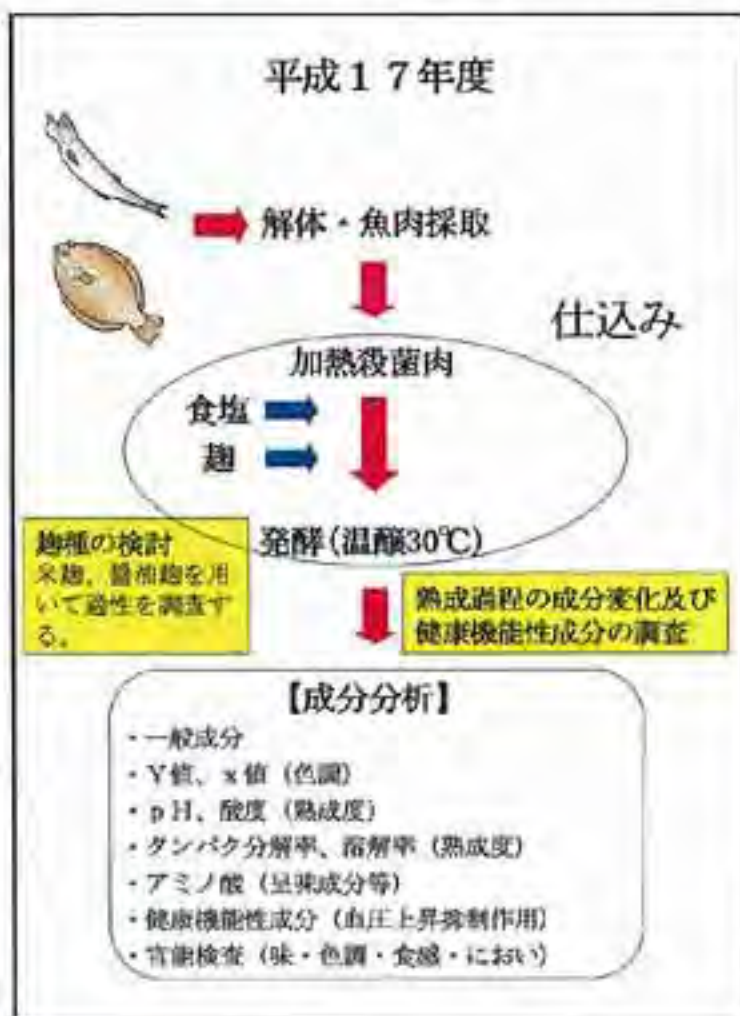 平成１７年度
解体・魚肉採取
仕込み
加熱殺菌肉
食塩
麹
発酵(温醸30℃)
麹種の検討
米麹、醤油麹を用
いて適性を調査す
る。
熟成過程の成分変化及び
健康機能性成分の調査
【成分分析】
・一般成分
・Y値、x値（色調）
・ｐH、酸度（熟成度）
・タンパク分解率、溶解率（熟成度）
・アミノ酸（呈味成分等）
・健康機能性成分（血圧上昇抑制作用）
・官能検査（味・色調・食感・におい）